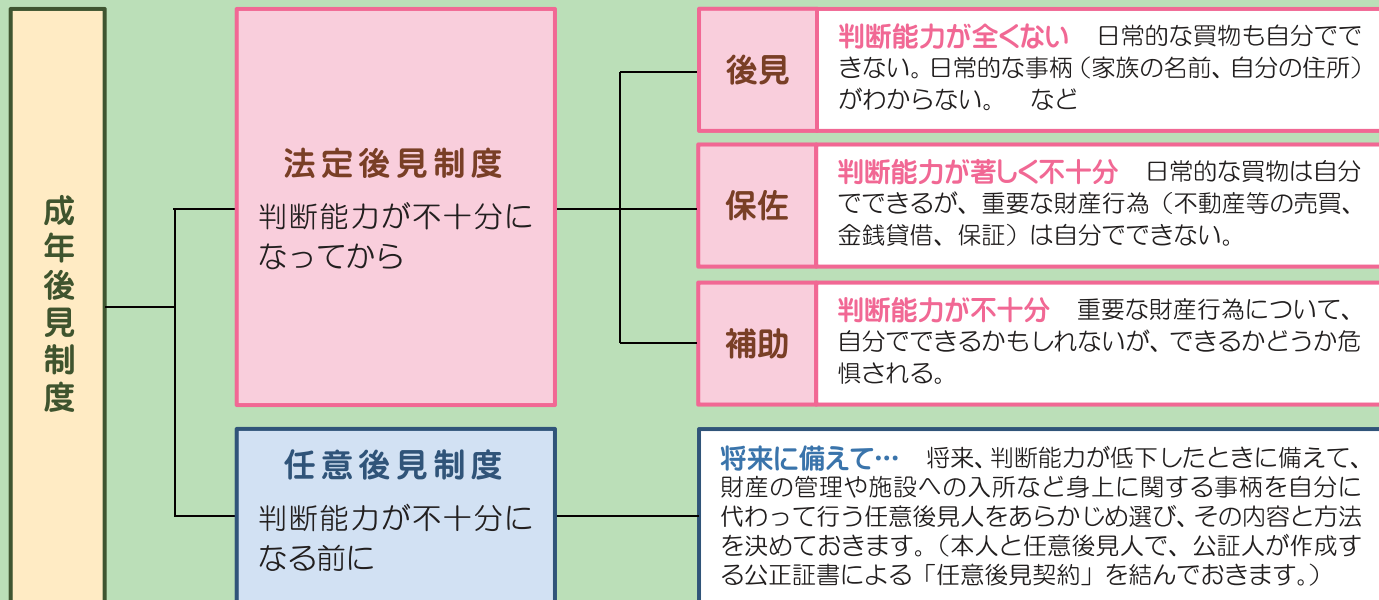 成年後見制度
法定後見制度
判断能力が不十分に
なってから
後見
判断能力が全くない　日常的な買物も自分でで
きない。日常的な事柄（家族の名前、自分の住所）
がわからない。　など
保佐
判断能力が著しく不十分　日常的な買物は自分
でできるが、重要な財産行為（不動産等の売買、
金銭貸借、保証）は自分でできない。
補助
判断能力が不十分　重要な財産行為について、
自分でできるかもしれないが、できるかどうか危
惧される。
任意後見制度
判断能力が不十分に
なる前に
将来に備えて…　将来、判断能力が低下したときに備えて、
財産の管理や施設への入所など身上に関する事柄を自分に
代わって行う任意後見人をあらかじめ選び、その内容と方法
を決めておきます。（本人と任意後見人で、公証人が作成す
る公正証書による「任意後見契約」を結んでおきます。）